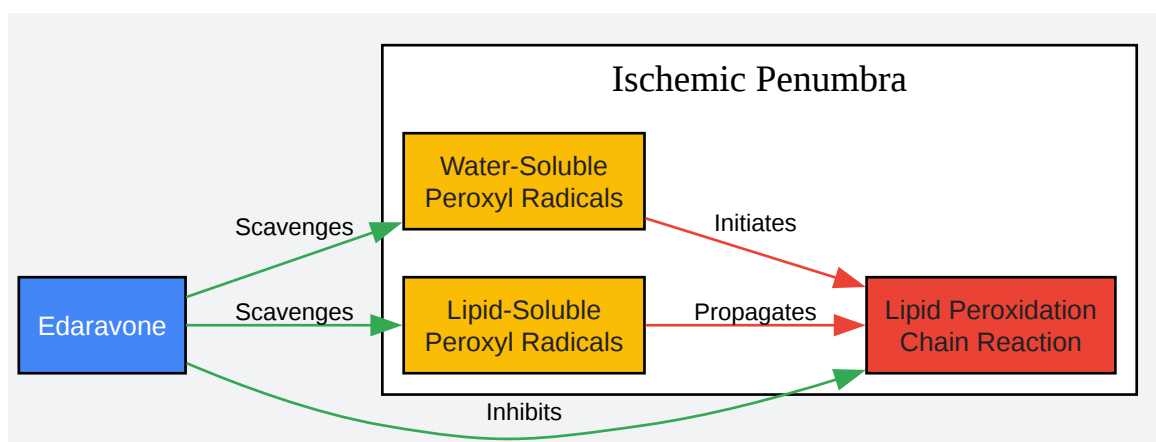 Ischemic Penumbra
Water-Soluble
Peroxyl Radicals
Scavenges
Initiates
Edaravone
Scavenges
Lipid-Soluble
Peroxyl Radicals
Propagates
Lipid Peroxidation
Chain Reaction
Inhibits